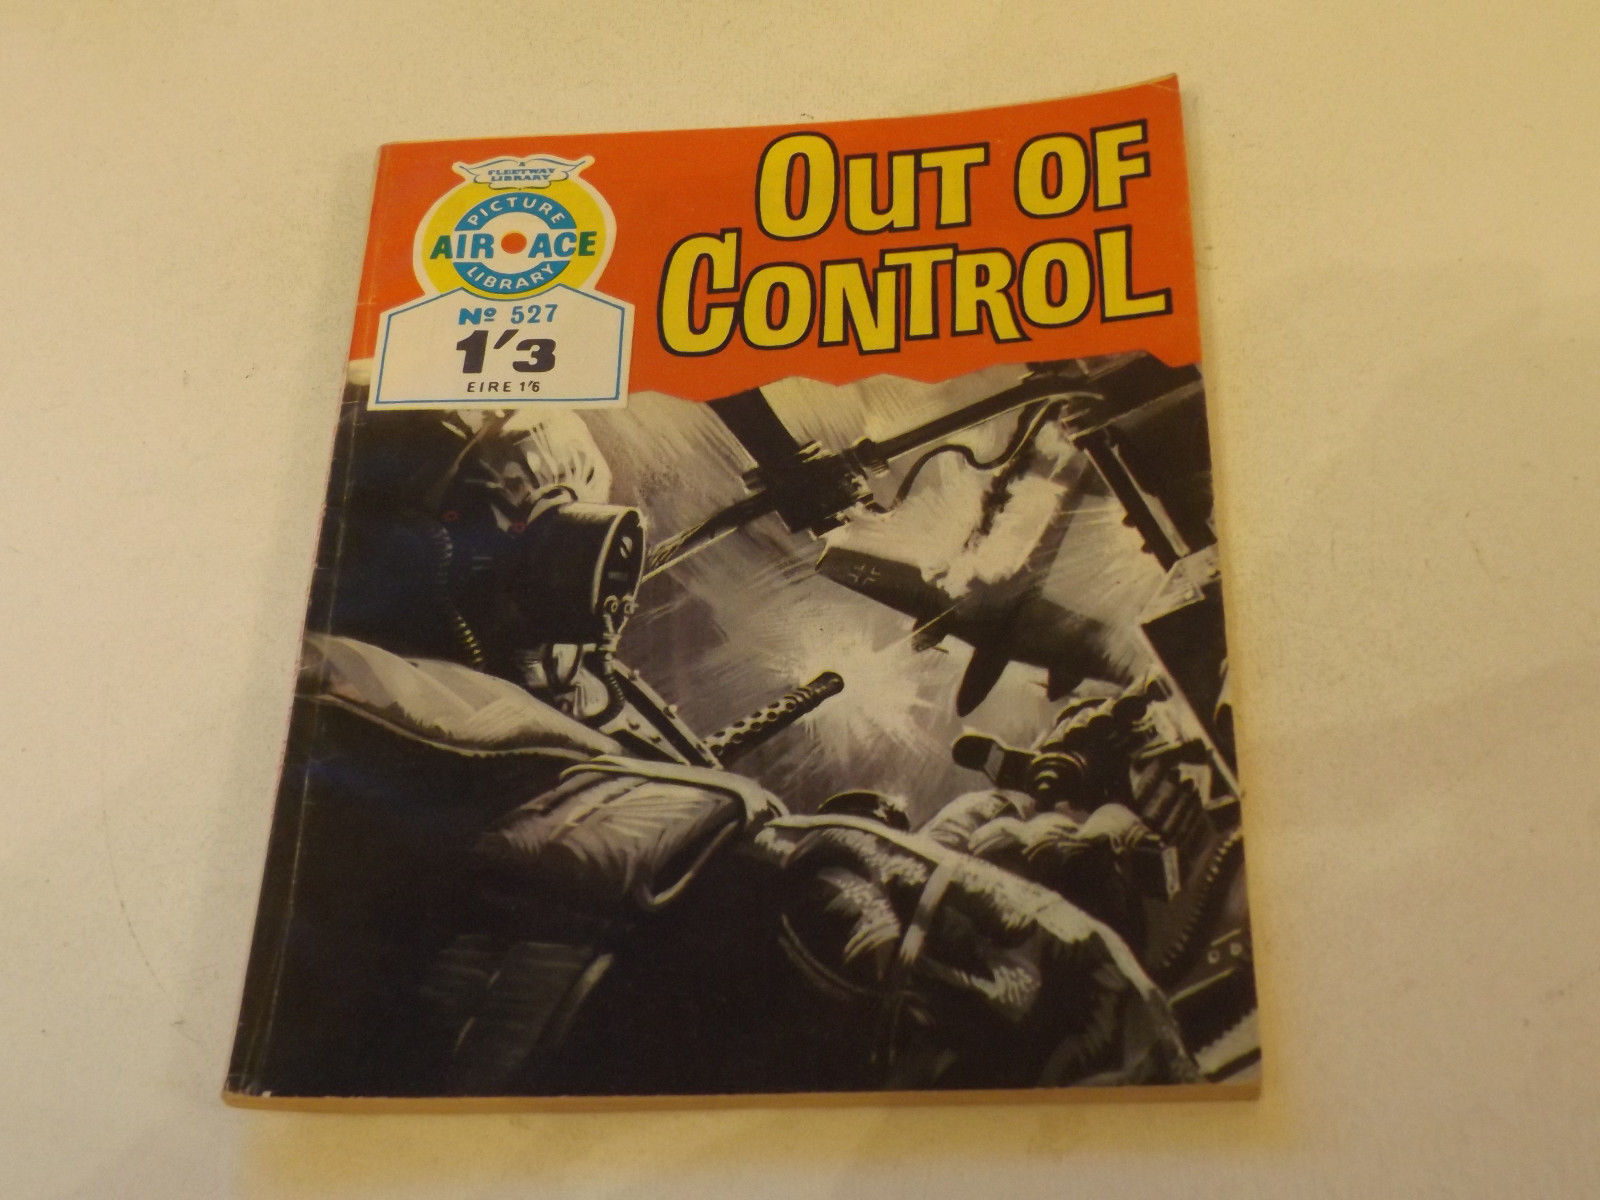 A
FLEETWAY
LIBRARY
PICTURE
AIR ACE
LIBRARY
Nº 527
1'3
EIRE 1'6
OUT OF
CONTROL